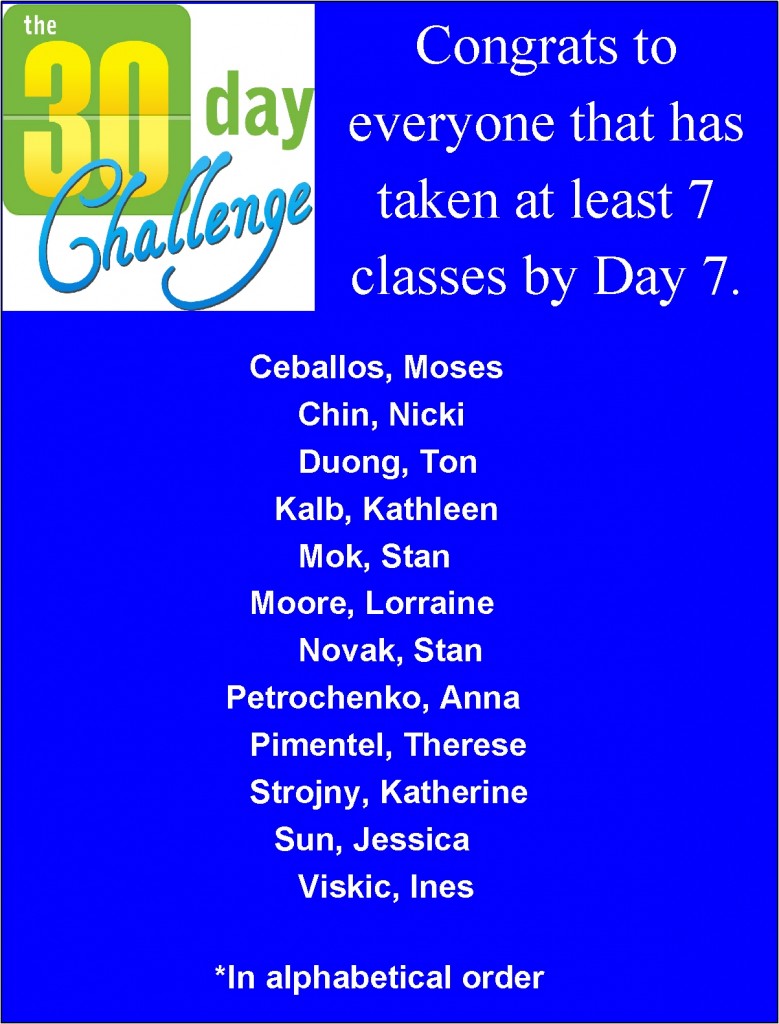 the
30 day
Challenge
Congrats to
everyone that has
taken at least 7
classes by Day 7.
Ceballos, Moses
Chin, Nicki
Duong, Ton
Kalb, Kathleen
Mok, Stan
Moore, Lorraine
Novak, Stan
Petrochenko, Anna
Pimentel, Therese
Strojny, Katherine
Sun, Jessica
Viskic, Ines
*In alphabetical order